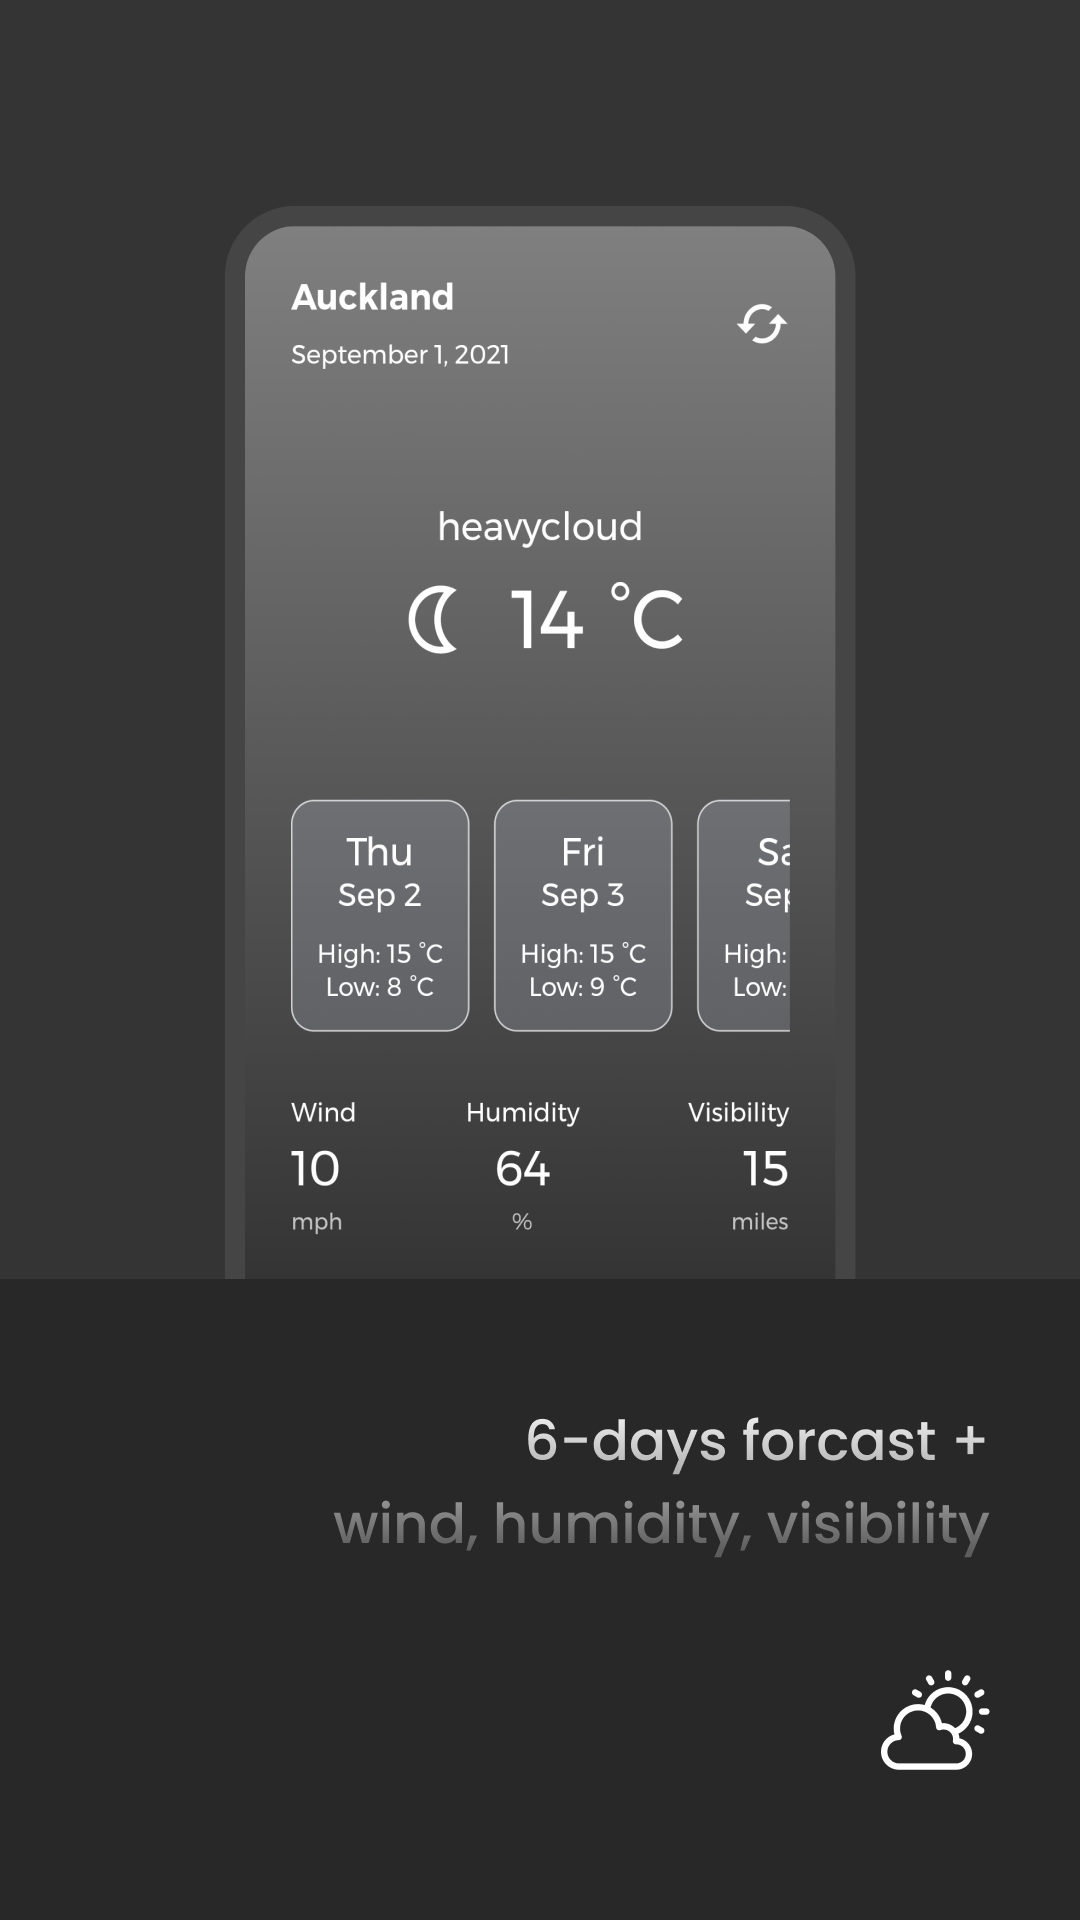 Auckland
September 1, 2021
heavycloud
14 °C
Thu
Sep 2
High: 15 °C
Low: 8 °C
Fri
Sep 3
High: 15 °C
Low: 9 °C
Sep
High:
Low:
Wind Humidity Visibility
10 64 15
mph % miles
6-days forcast +
wind, humidity, visibility